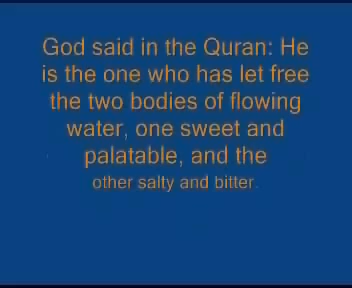 God said in the Quran: He
is the one who has let free
the two bodies of flowing
water, one sweet and
palatable, and the
other salty and bitter.